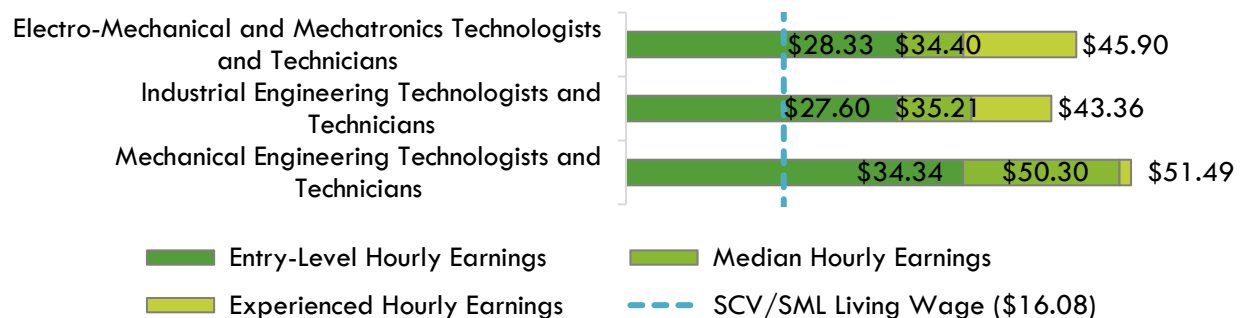 Electro-Mechanical and Mechatronics Technologists
and Technicians
$28.33 $34.40 $45.90
Industrial Engineering Technologists and
Technicians
$27.60 $35.21 $43.36
Mechanical Engineering Technologists and
Technicians
$34.34 $50.30 $51.49
Entry-Level Hourly Earnings
Median Hourly Earnings
Experienced Hourly Earnings
SCV/SML Living Wage ($16.08)